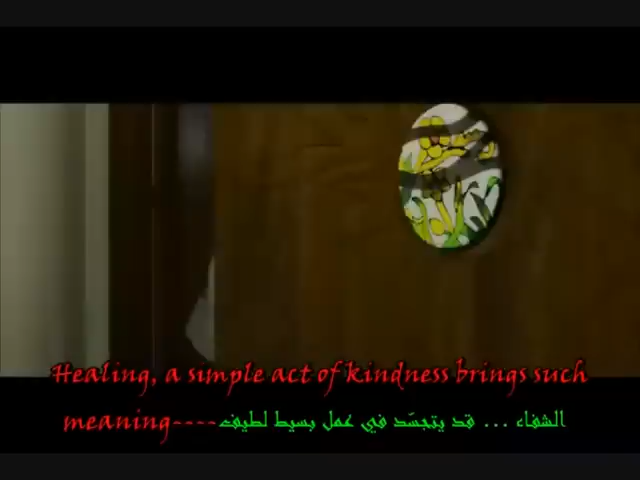 Healing, a simple act of kindness brings such
meaning----الشفاء ... قد يتجسّد في عمل بسيط لطيف